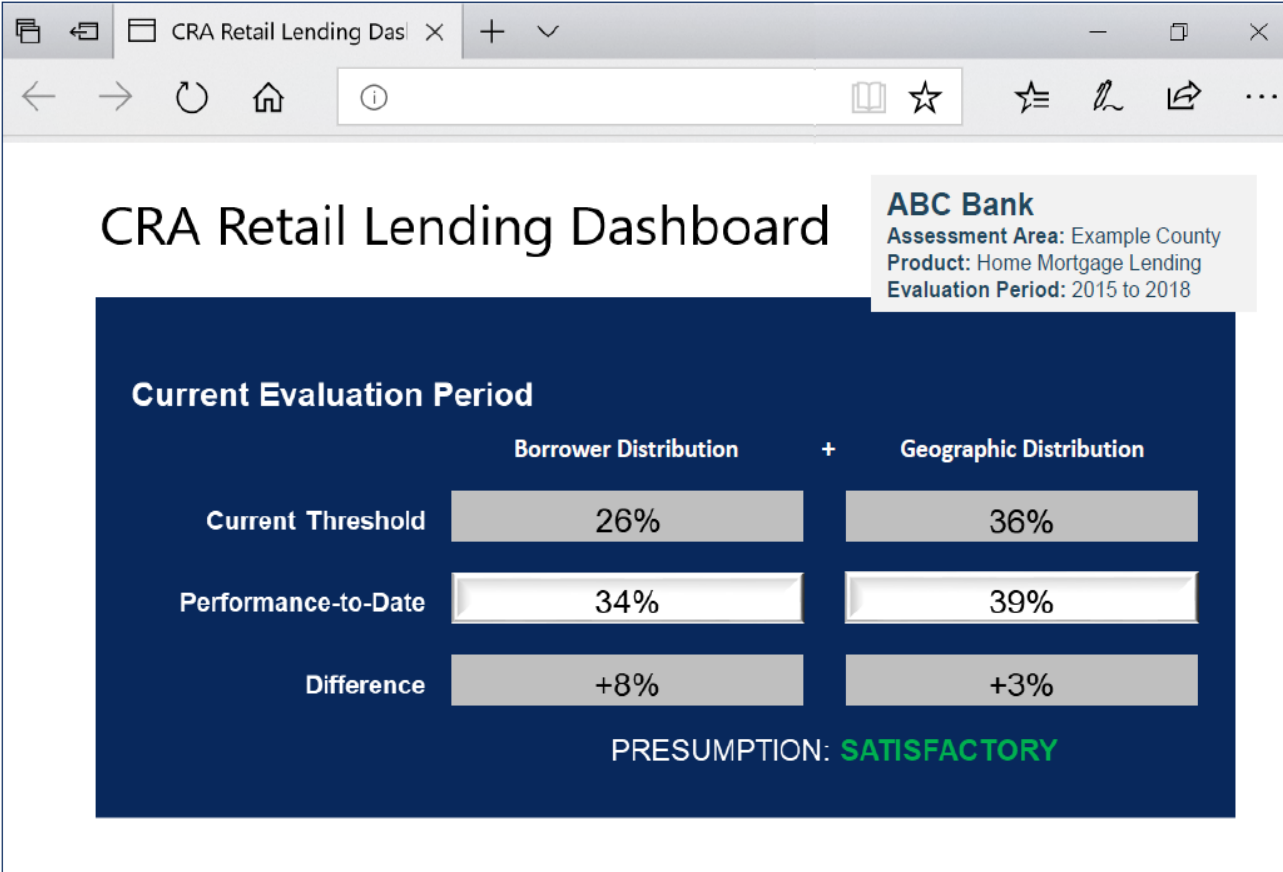 CRA Retail Lending Das
CRA Retail Lending Dashboard
ABC Bank
Assessment Area: Example County
Product: Home Mortgage Lending
Evaluation Period: 2015 to 2018
Current Evaluation Period
Borrower Distribution + Geographic Distribution
Current Threshold 26% 36%
Performance-to-Date 34% 39%
Difference +8% +3%
PRESUMPTION: SATISFACTORY